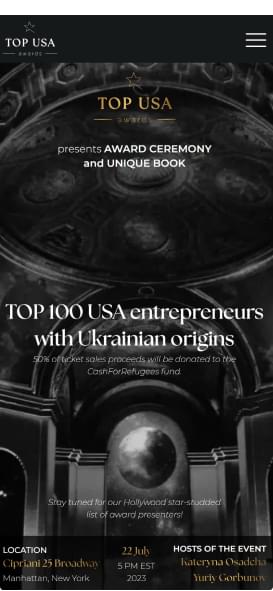 TOP USA
awards
TOP USA
awards
presents AWARD CEREMONY
and UNIQUE BOOK
TOP 100 USA entrepreneurs
with Ukrainian origins
50% of ticket sales proceeds will be donated to the
CashForRefugees fund.
Stay tuned for our Hollywood star-studded
list of award presenters!
LOCATION
Cipriani 25 Broadway
Manhattan, New York
22 July
5 PM EST
2023
HOSTS OF THE EVENT
Kateryna Osadcha
Yuriy Gorbunov